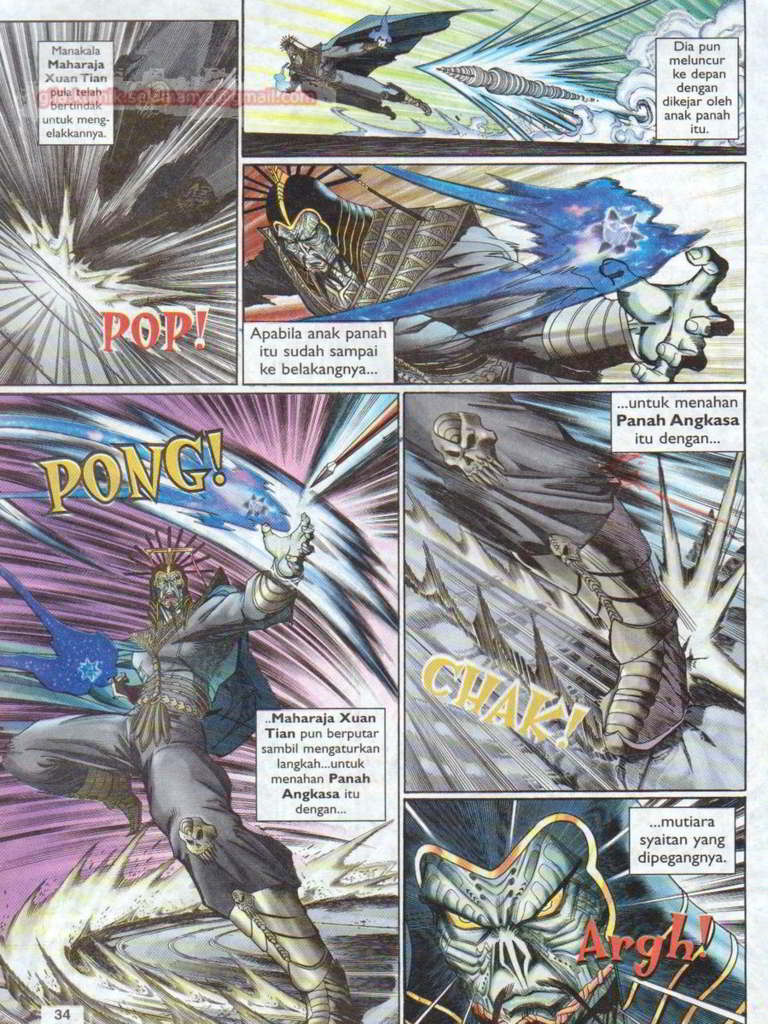 Manakala
Maharaja
Xuan Tian
pula telah
bertindak
untuk meng-
elakkannya.
POP!
Dia pun
meluncur
ke depan
dikejar oleh
anak panah
itu.
Apabila anak panah
itu sudah sampai
ke belakangnya...
PONG!
..Maharaja Xuan
Tian pun berputar
sambil mengaturkan
langkah...untuk
menahan Panah
Angkasa itu
dengan...
...untuk menahan
Panah Angkasa
itu dengan...
CHAK!
...mutiara
syaitan yang
dipegangnya.
Argh!
34